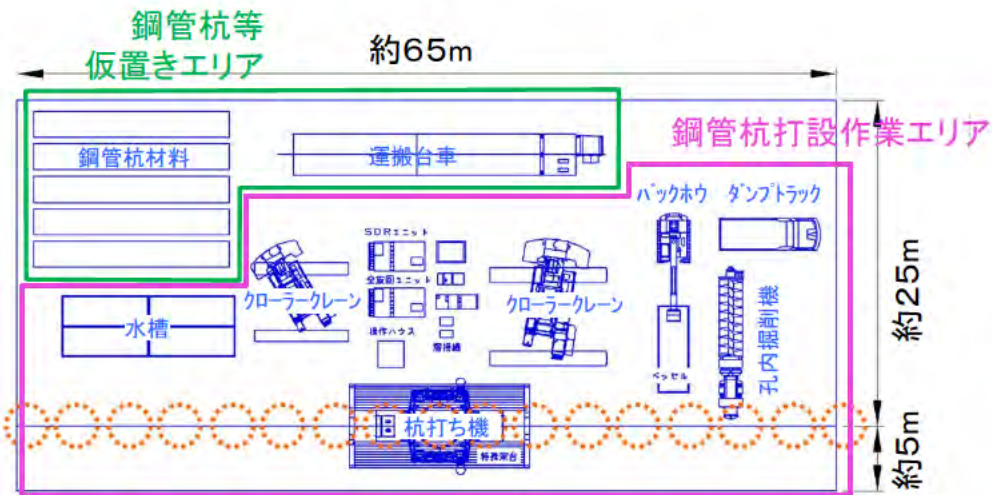 鋼管杭等
仮置きエリア
約65m
鋼管杭打設作業エリア
鋼管杭材料
運搬台車
バックホウ
ダンプトラック
SDRユニット
全旋回ユニット
クローラークレーン
クローラークレーン
水槽
操作ハウス
溶接機
ベッセル
孔内掘削機
約25m
杭打ち機
特殊架台
約5m